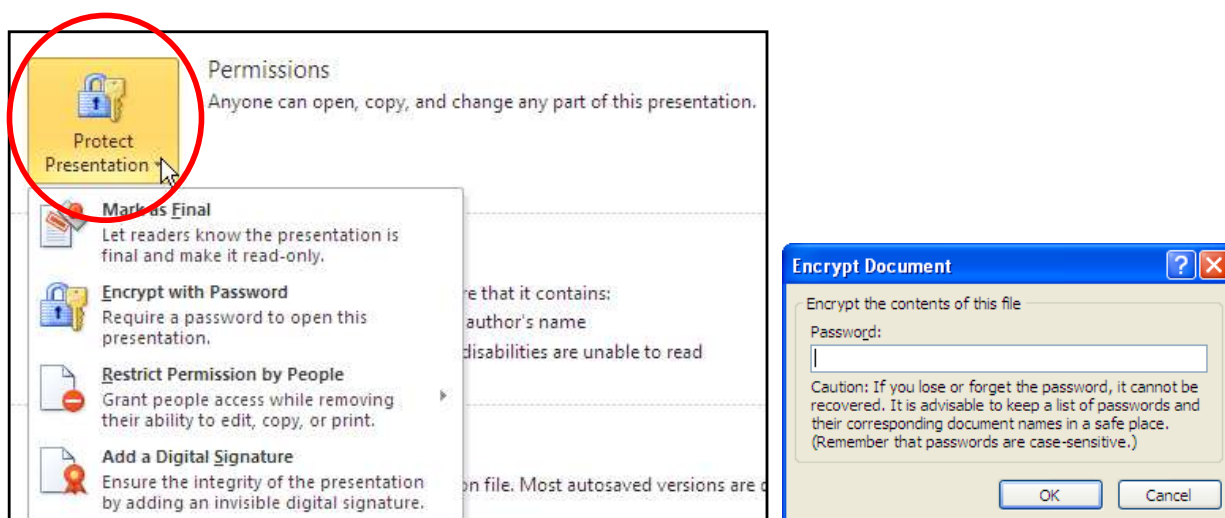 Permissions
Anyone can open, copy, and change any part of this presentation.
Protect
Presentation
Mark as Final
Let readers know the presentation is
final and make it read-only.
Encrypt with Password
Require a password to open this
presentation.
Restrict Permission by People
Grant people access while removing
their ability to edit, copy, or print.
Add a Digital Signature
Ensure the integrity of the presentation
by adding an invisible digital signature.
re that it contains:
author's name
disabilities are unable to read
on file. Most autosaved versions are
Encrypt Document
Encrypt the contents of this file
Password:
Caution: If you lose or forget the password, it cannot be
recovered. It is advisable to keep a list of passwords and
their corresponding document names in a safe place.
(Remember that passwords are case-sensitive.)
OK
Cancel